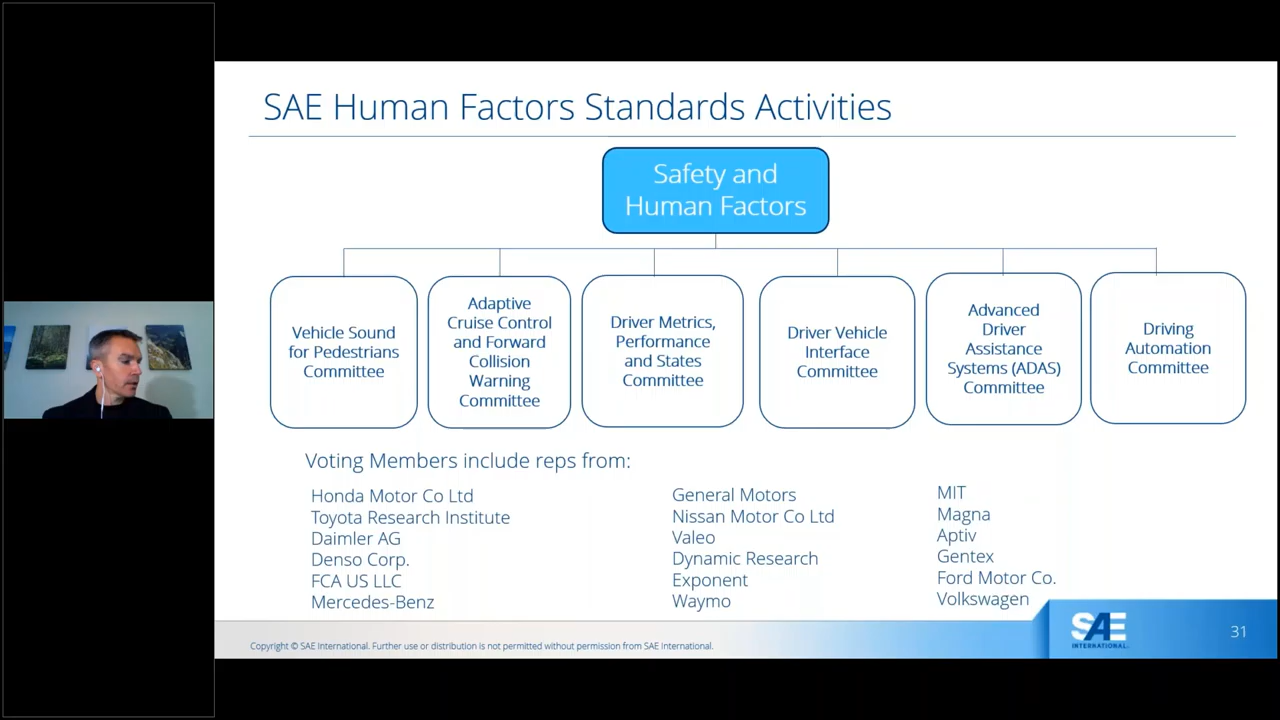 SAE Human Factors Standards Activities
Safety and
Human Factors
Vehicle Sound
for Pedestrians
Committee
Adaptive
Cruise Control
and Forward
Collision
Warning
Committee
Driver Metrics,
Performance
and States
Committee
Driver Vehicle
Interface
Committee
Advanced
Driver
Assistance
Systems (ADAS)
Committee
Driving
Automation
Committee
Voting Members include reps from:
Honda Motor Co Ltd
Toyota Research Institute
Daimler AG
Denso Corp.
FCA US LLC
Mercedes-Benz
General Motors
Nissan Motor Co Ltd
Valeo
Dynamic Research
Exponent
Waymo
MIT
Magna
Aptiv
Gentex
Ford Motor Co.
Volkswagen
Copyright © SAE International. Further use or distribution is not permitted without permission from SAE International.
SAE
INTERNATIONAL
31